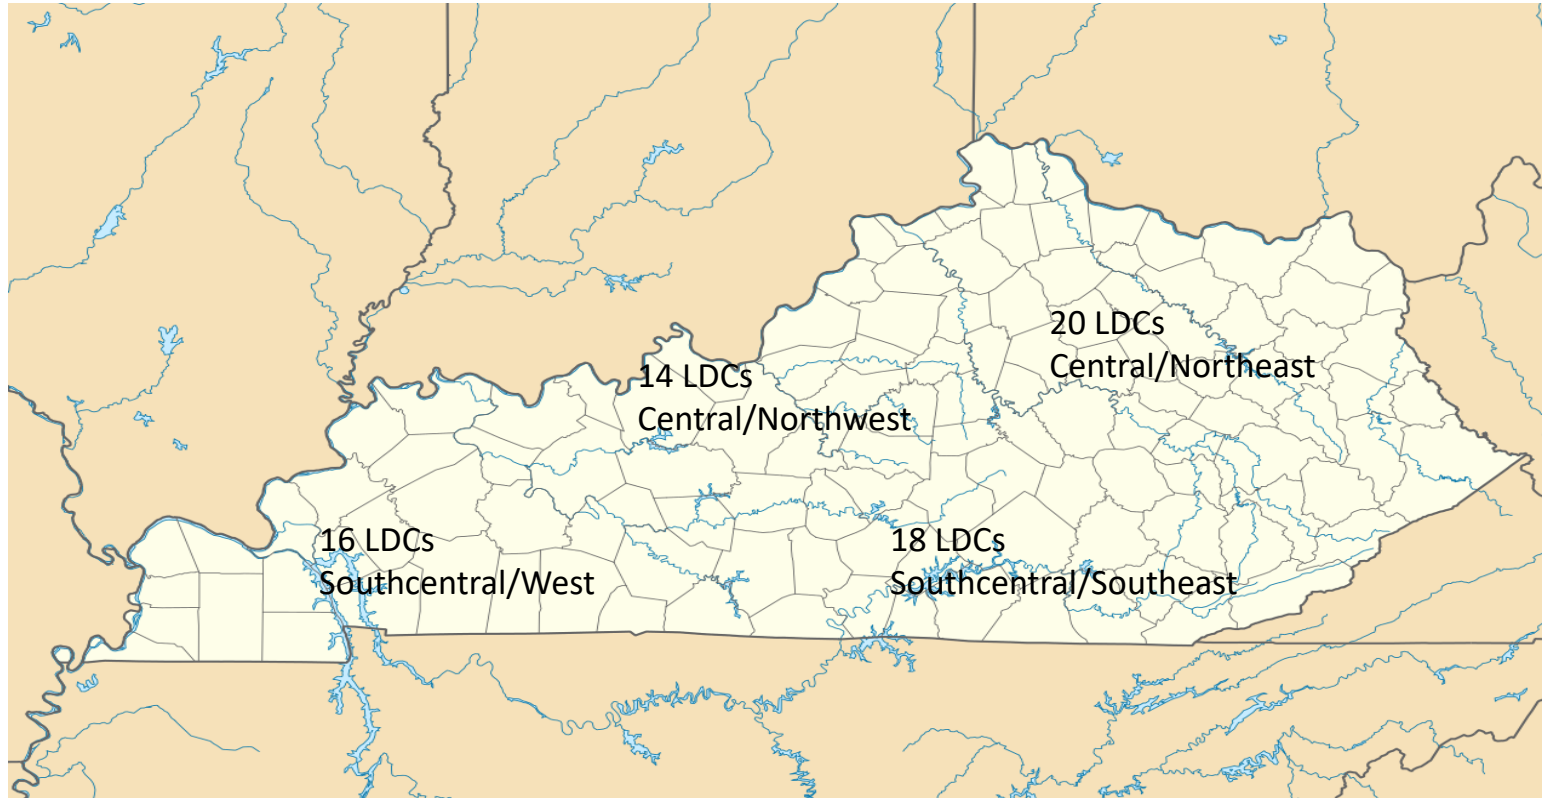 20 LDCs
Central/Northeast
14 LDCs
Central/Northwest
16 LDCs
Southcentral/West
18 LDCs
Southcentral/Southeast